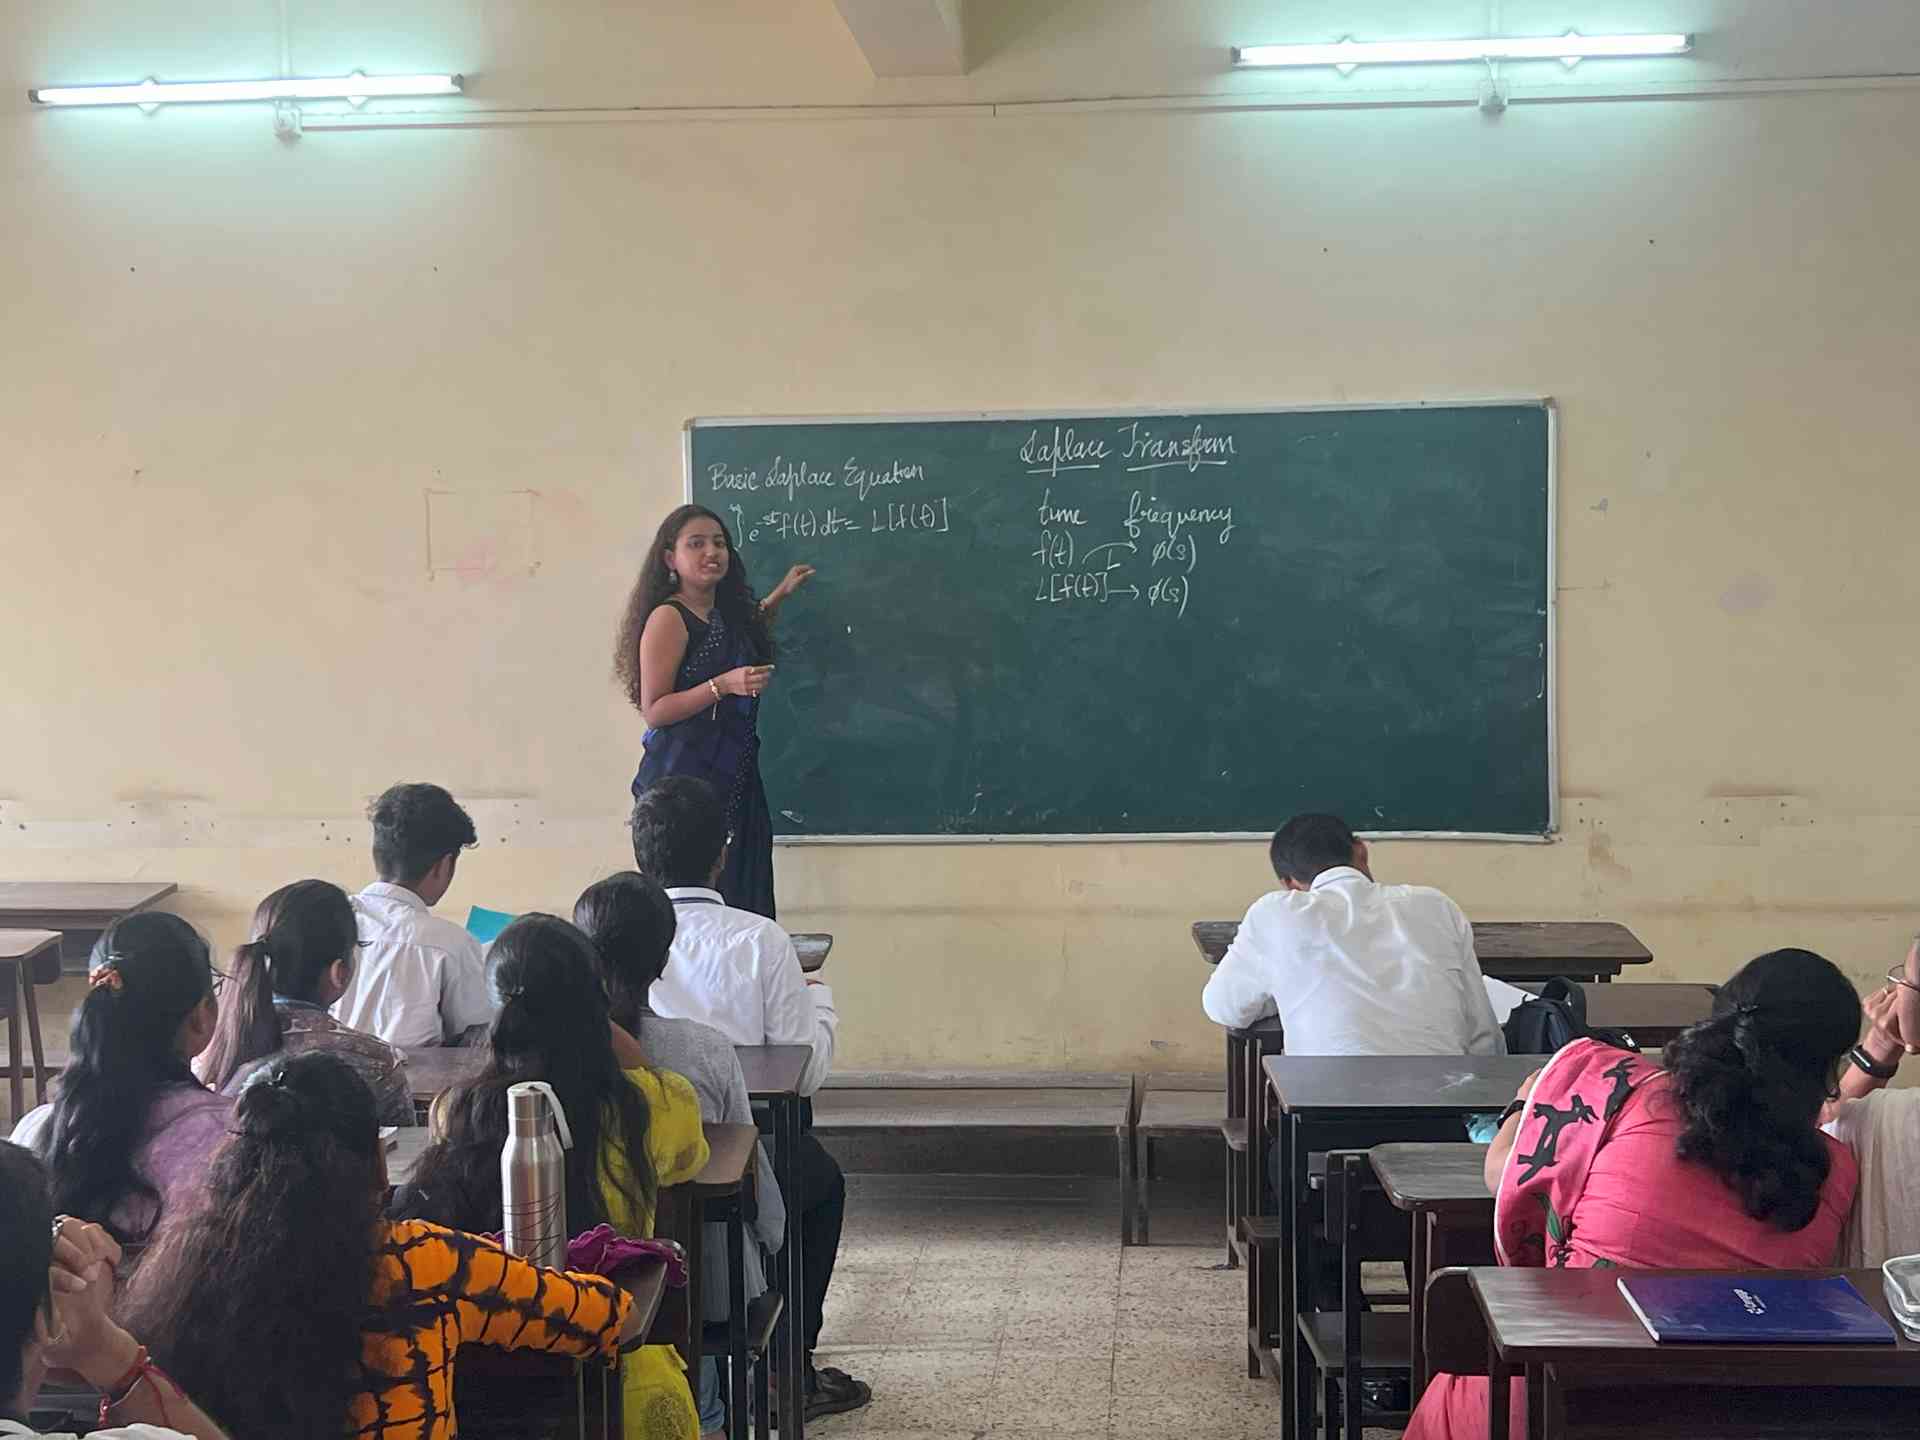 Laplace Transform
Basic Laplace Equation
∫ e^-st f(t) dt = L[f(t)]
time frequency
f(t) L→ φ(s)
L[f(t)] → φ(s)